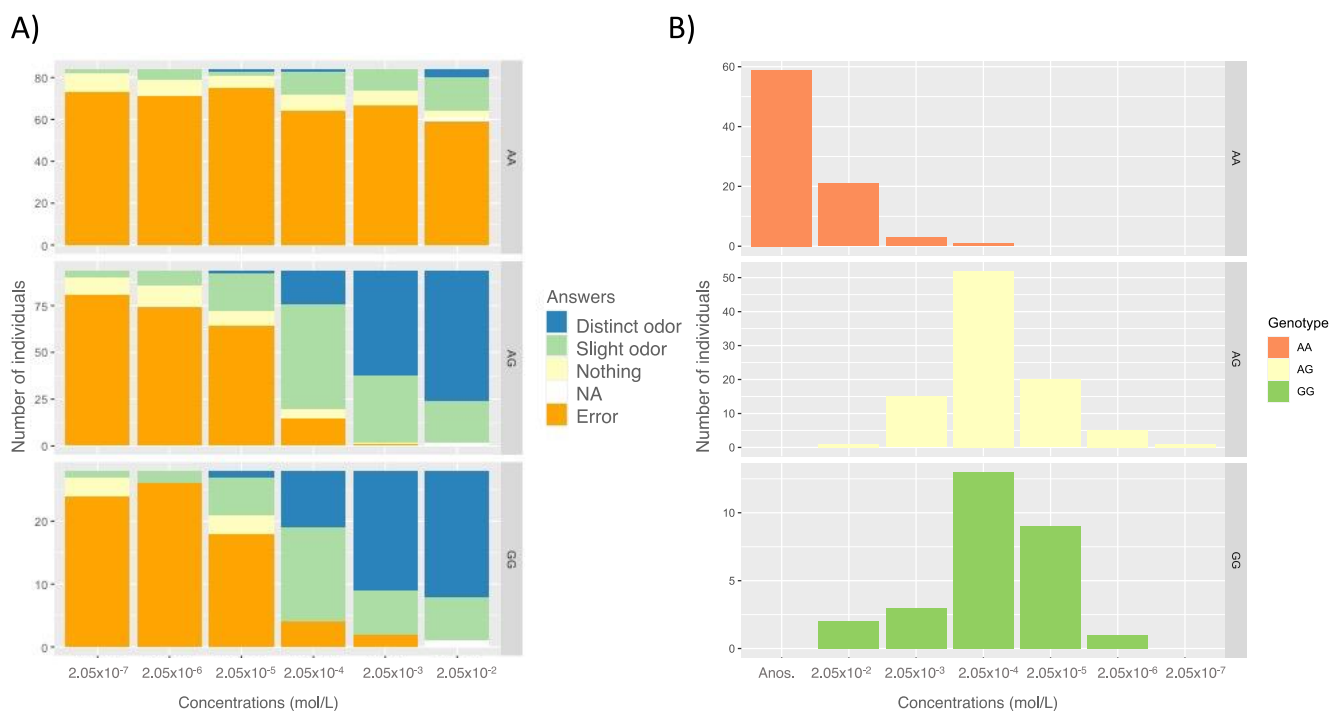 A)
B)
80
60
40
20
0
AA
75
50
25
0
AG
20
10
0
GG
2.05x10⁻⁷ 2.05x10⁻⁶ 2.05x10⁻⁵ 2.05x10⁻⁴ 2.05x10⁻³ 2.05x10⁻²
Concentrations (mol/L)
Number of individuals
Answers
Distinct odor
Slight odor
Nothing
NA
Error
60
40
20
0
AA
50
40
30
20
10
0
AG
10
5
0
GG
Anos. 2.05x10⁻² 2.05x10⁻³ 2.05x10⁻⁴ 2.05x10⁻⁵ 2.05x10⁻⁶ 2.05x10⁻⁷
Concentrations (mol/L)
Number of individuals
Genotype
AA
AG
GG